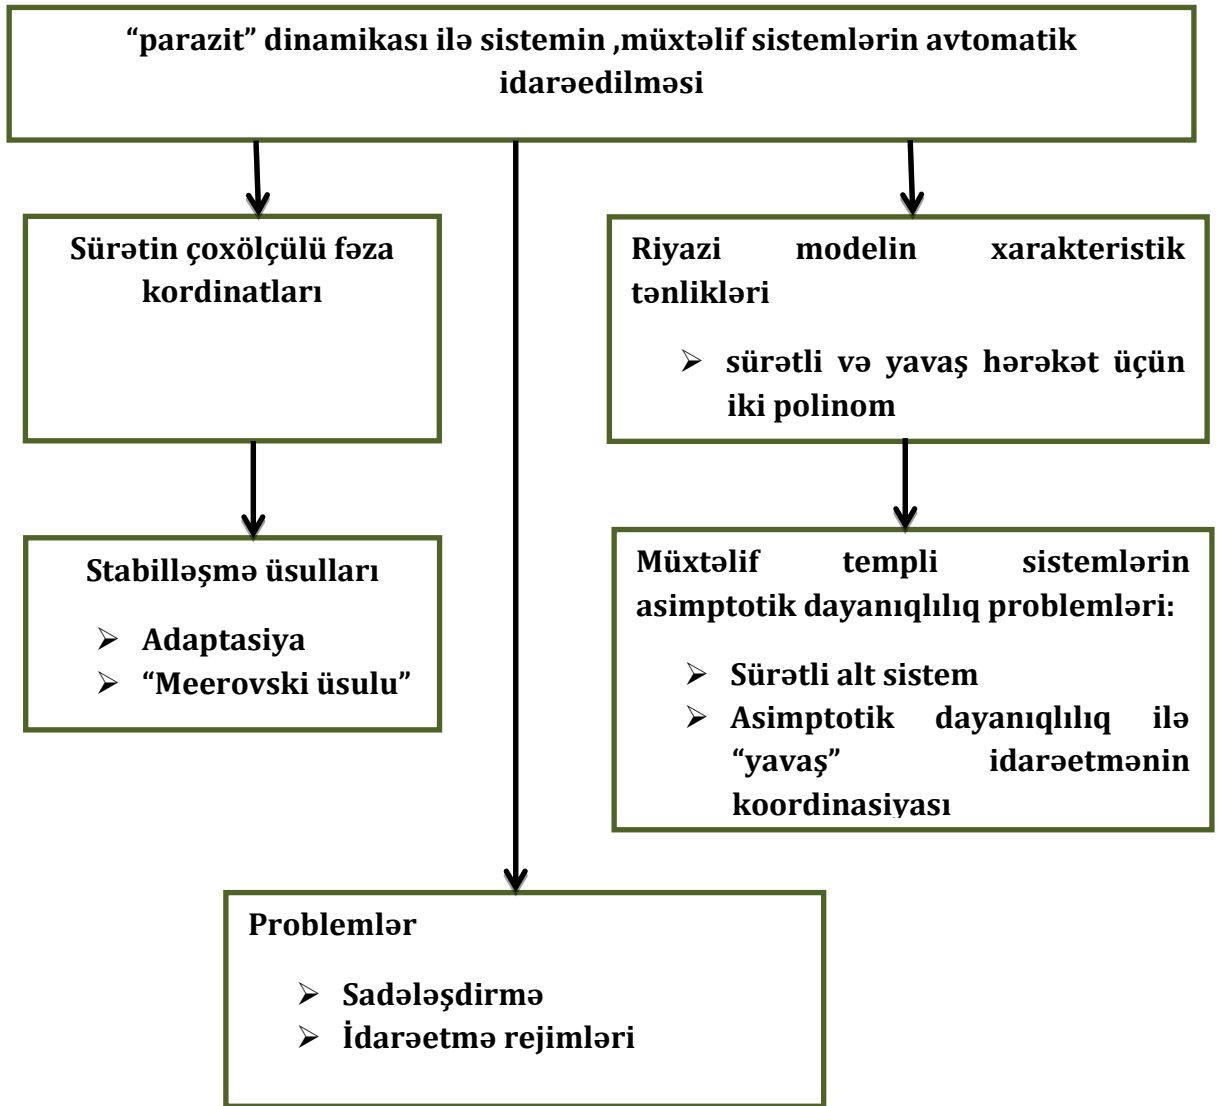 “parazit” dinamikası ilə sistemin ,müxtəlif sistemlərin avtomatik
idarəedilməsi
Sürətin çoxölçülü fəza
kordinatları
Stabilləşmə üsulları
➢ Adaptasiya
➢ “Meerovski üsulu”
Riyazi modelin xarakteristik
tənlikləri
➢ sürətli və yavaş hərəkət üçün
iki polinom
Müxtəlif templi sistemlərin
asimptotik dayanıqlılıq problemləri:
➢ Sürətli alt sistem
➢ Asimptotik dayanıqlılıq ilə
“yavaş” idarəetmənin
koordinasiyası
Problemlər
➢ Sadələşdirmə
➢ İdarəetmə rejimləri